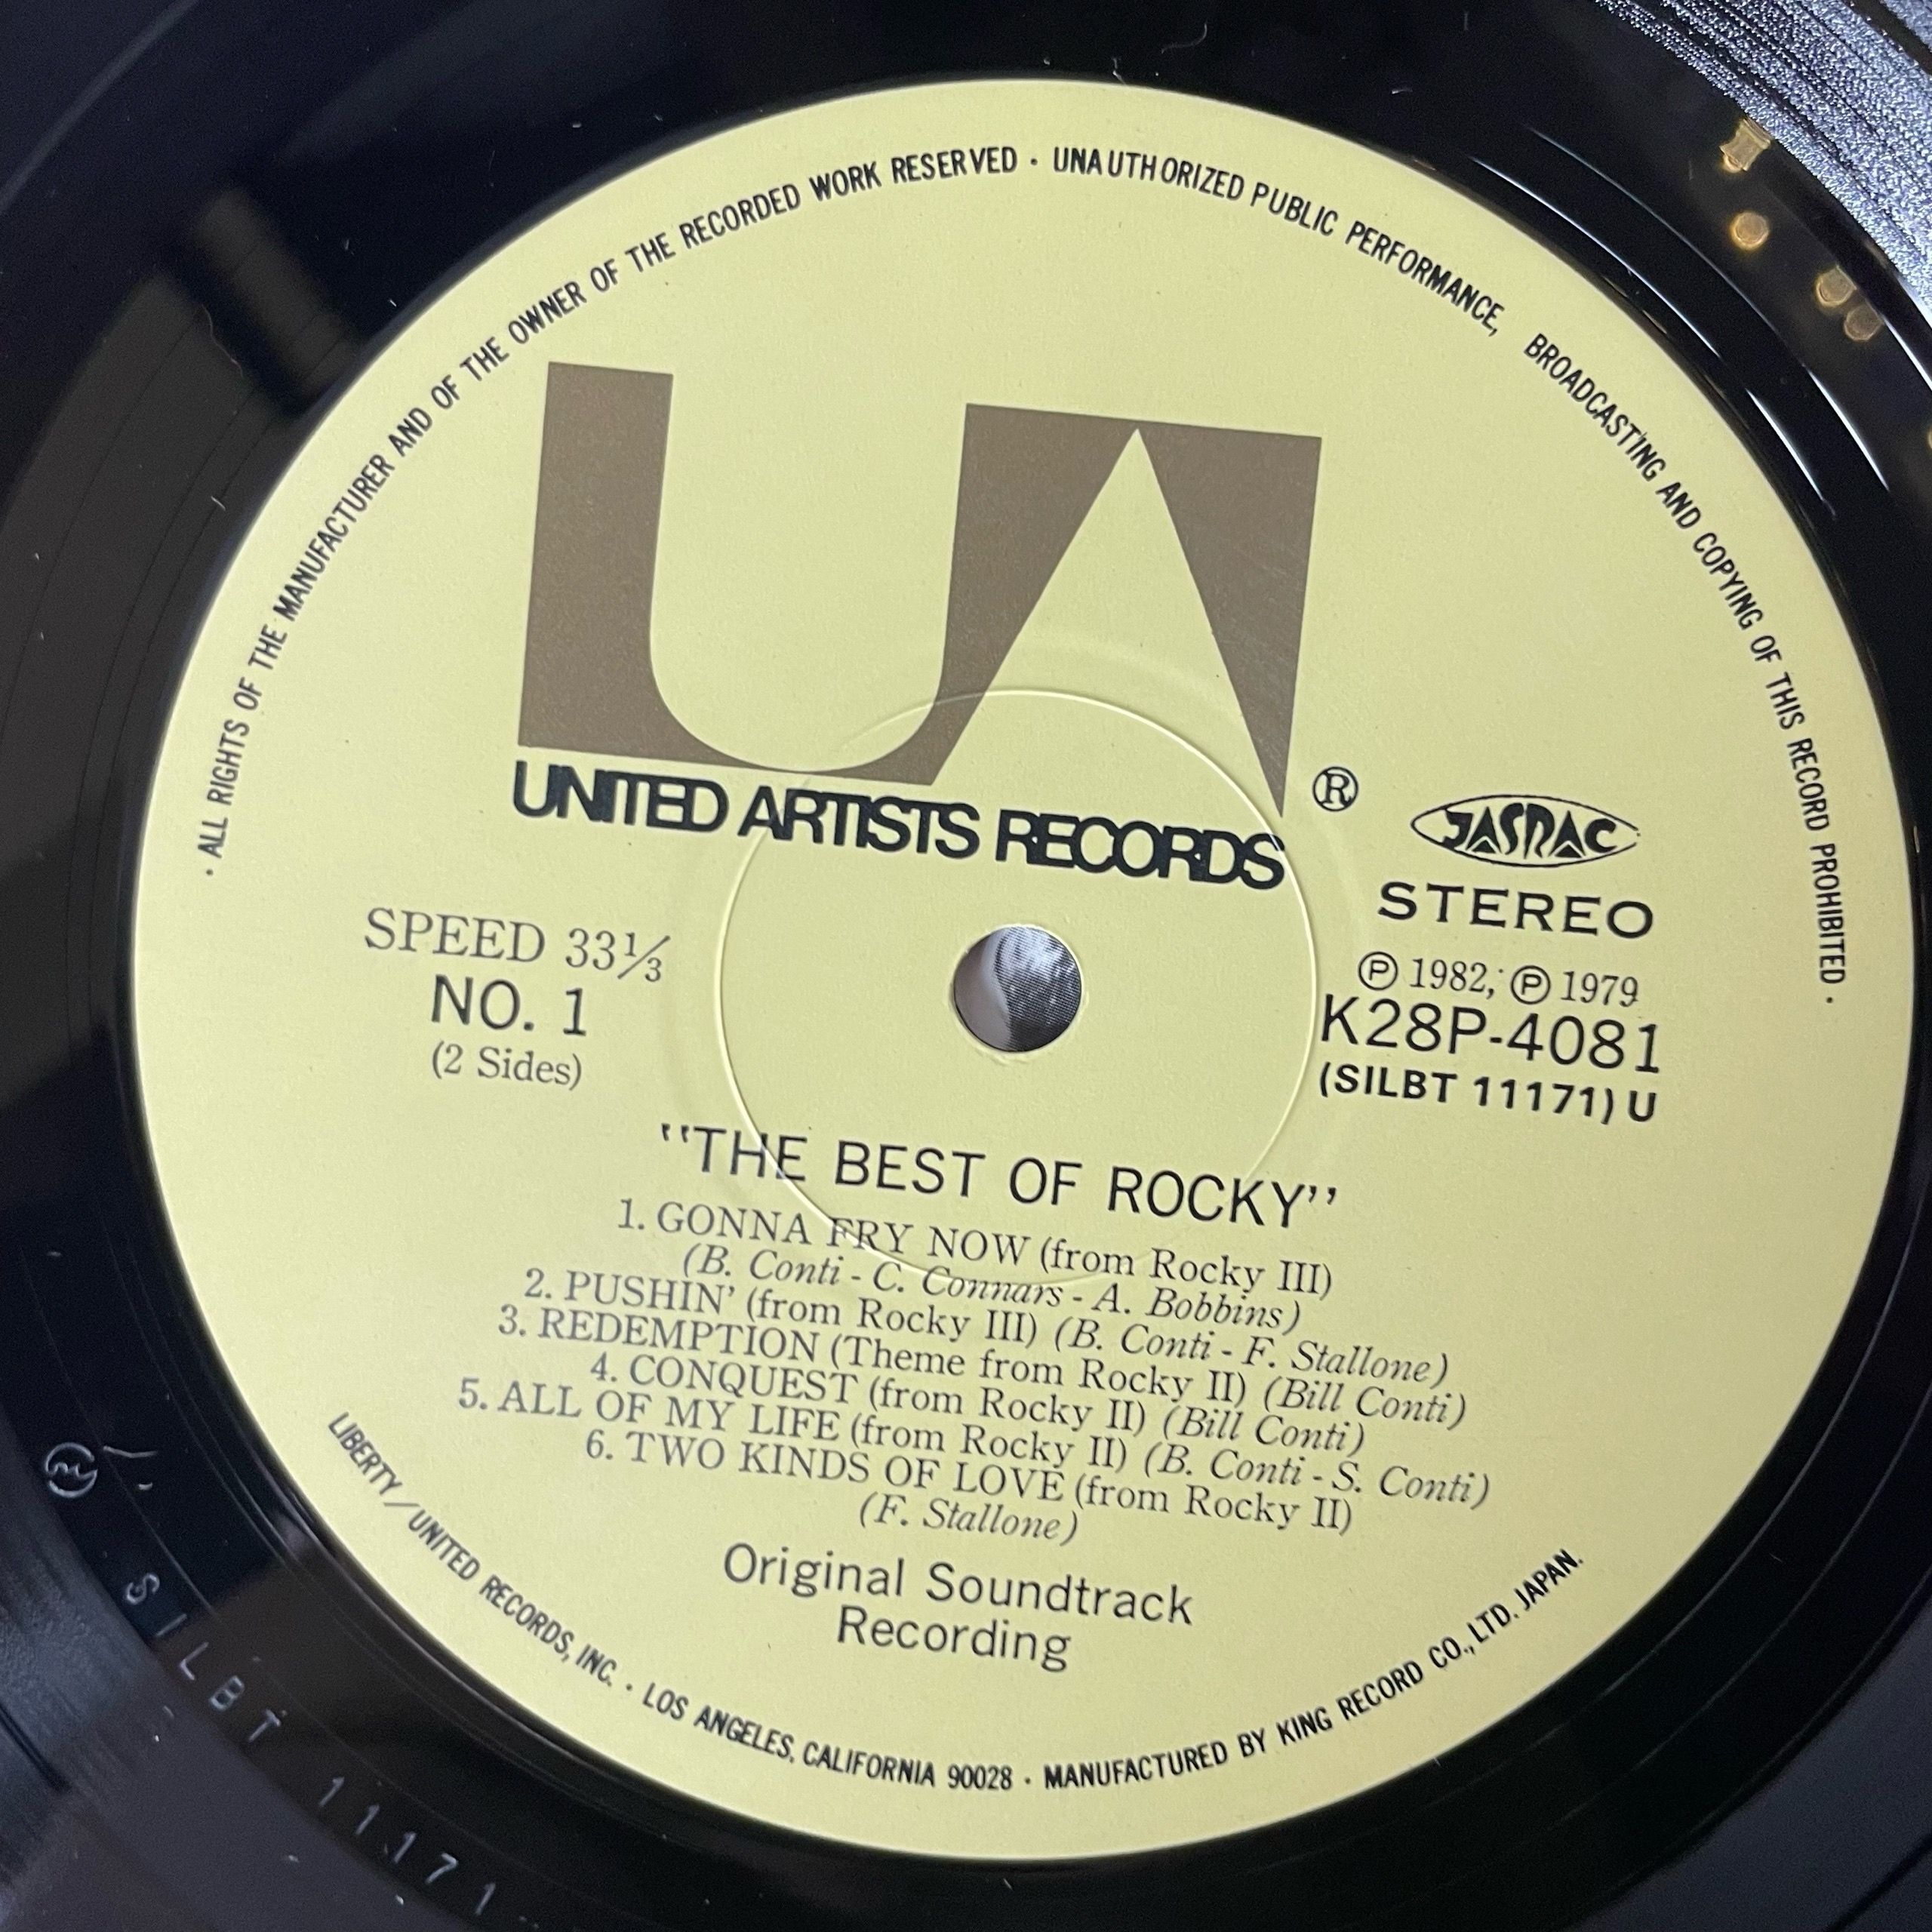 · ALL RIGHTS OF THE MANUFACTURER AND OF THE OWNER OF THE RECORDED WORK RESERVED · UNAUTHORIZED PUBLIC PERFORMANCE, BROADCASTING AND COPYING OF THIS RECORD PROHIBITED ·
UA
UNITED ARTISTS RECORDS ®
JASRAC
STEREO
SPEED 33⅓
NO. 1
(2 Sides)
℗ 1982, ℗ 1979
K28P-4081
(SILBT 11171) U
"THE BEST OF ROCKY"
1. GONNA FRY NOW (from Rocky III)
(B. Conti - C. Connars - A. Bobbins)
2. PUSHIN' (from Rocky III) (B. Conti - F. Stallone)
3. REDEMPTION (Theme from Rocky II) (Bill Conti)
4. CONQUEST (from Rocky II) (Bill Conti)
5. ALL OF MY LIFE (from Rocky II) (B. Conti - S. Conti)
6. TWO KINDS OF LOVE (from Rocky II)
(F. Stallone)
Original Soundtrack
Recording
LIBERTY/UNITED RECORDS, INC. · LOS ANGELES, CALIFORNIA 90028 · MANUFACTURED BY KING RECORD CO., LTD. JAPAN.
SILBT 11171